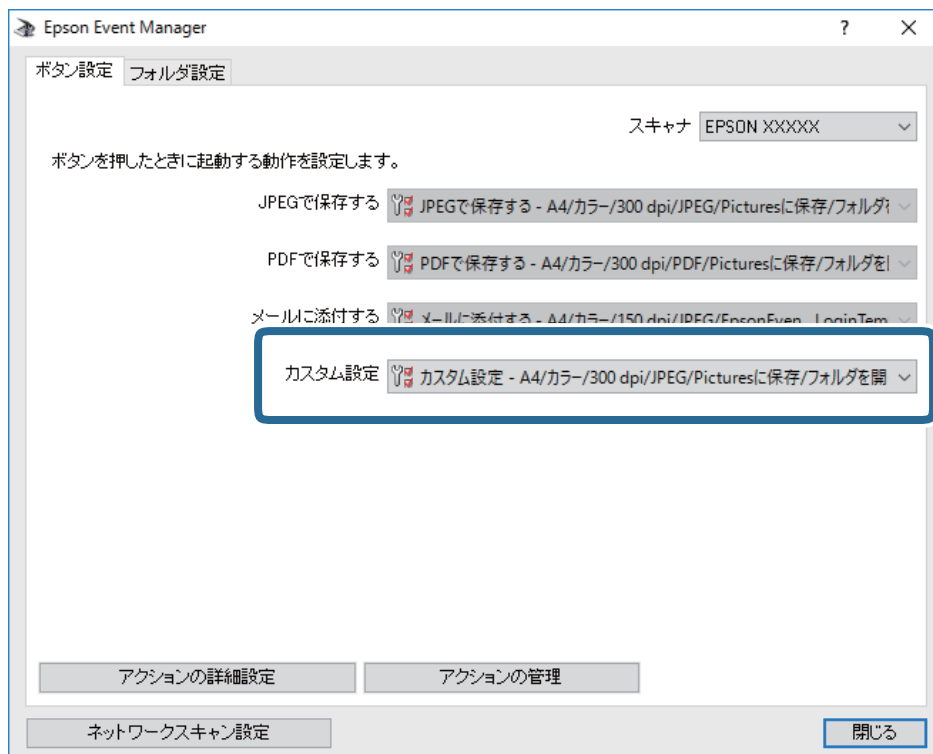 Epson Event Manager
ボタン設定 フォルダ設定
スキャナ EPSON XXXXX
ボタンを押したときに起動する動作を設定します。
JPEGで保存する JPEGで保存する - A4/カラー/300 dpi/JPEG/Picturesに保存/フォルダを
PDFで保存する PDFで保存する - A4/カラー/300 dpi/PDF/Picturesに保存/フォルダを
メールに添付する メールに添付する - A4/カラー/150 dpi/JPEG/EpsonEven LoginTem
カスタム設定 カスタム設定 - A4/カラー/300 dpi/JPEG/Picturesに保存/フォルダを開
アクションの詳細設定 アクションの管理
ネットワークスキャン設定 閉じる